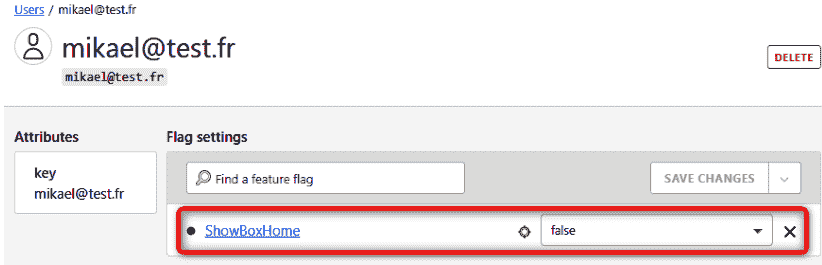 Users / mikael@test.fr
mikael@test.fr
mikael@test.fr
DELETE
Attributes
key
mikael@test.fr
Flag settings
Find a feature flag
SAVE CHANGES
ShowBoxHome
false